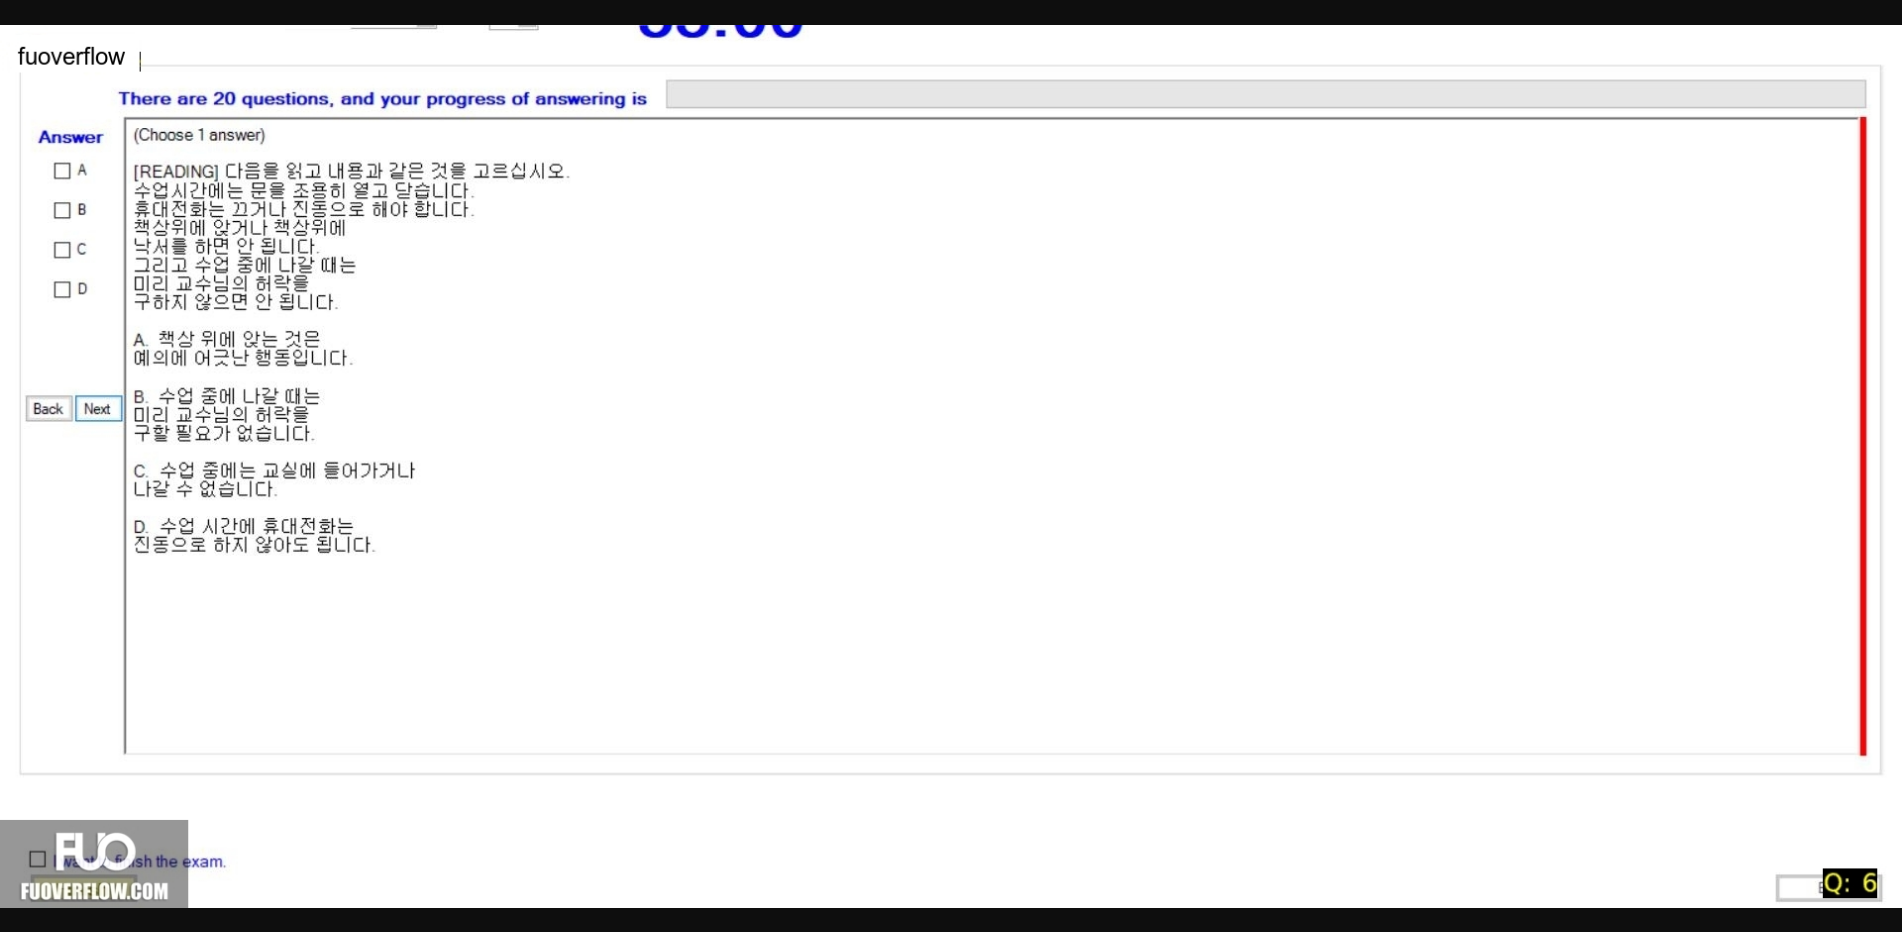 fuoverflow
There are 20 questions, and your progress of answering is
Answer
(Choose 1 answer)
A
B
C
D
[READING] 다음을 읽고 내용과 같은 것을 고르십시오.
수업시간에는 문을 조용히 열고 닫습니다.
휴대전화는 끄거나 진동으로 해야 합니다.
책상위에 앉거나 책상위에
낙서를 하면 안 됩니다.
그리고 수업 중에 나갈 때는
미리 교수님의 허락을
구하지 않으면 안 됩니다.
A. 책상 위에 앉는 것은
예의에 어긋난 행동입니다.
Back Next
B. 수업 중에 나갈 때는
미리 교수님의 허락을
구할 필요가 없습니다.
C. 수업 중에는 교실에 들어가거나
나갈 수 없습니다.
D. 수업 시간에 휴대전화는
진동으로 하지 않아도 됩니다.
FUO
the exam.
FUOVERFLOW.COM
Q: 6